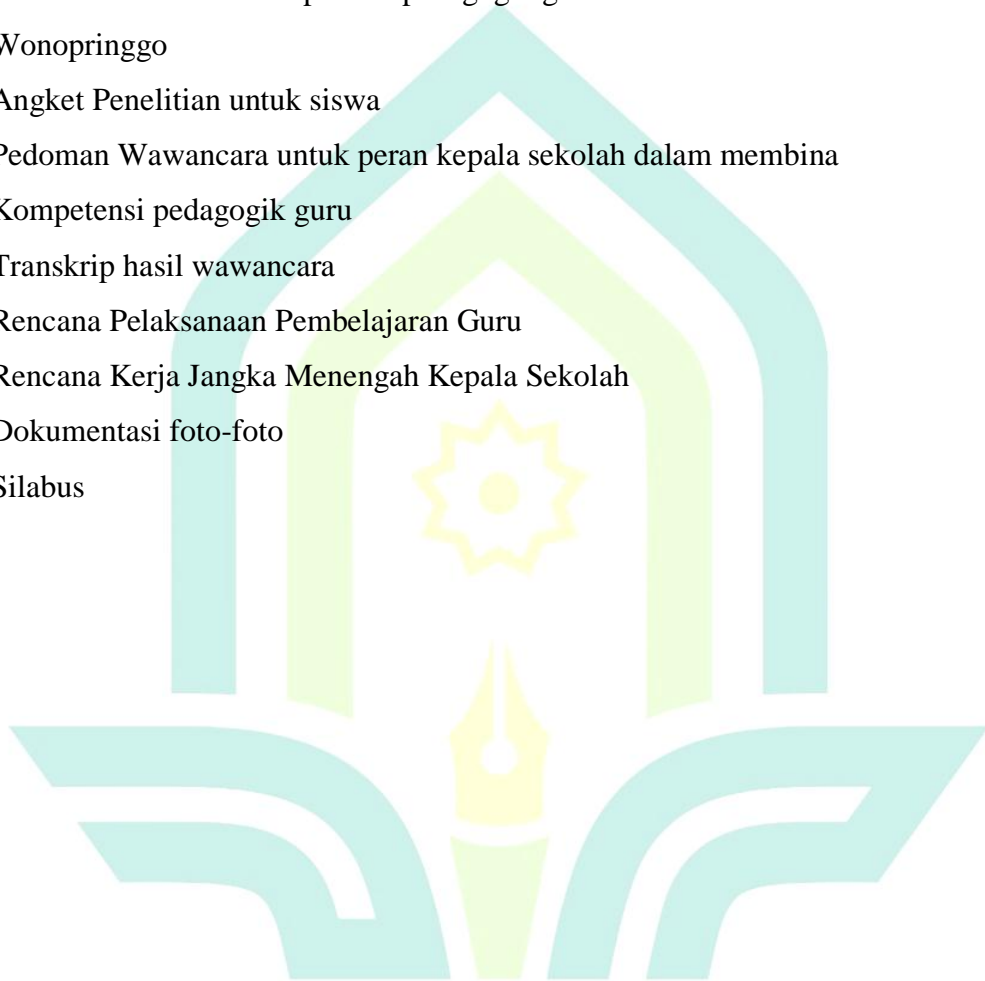 Wonopringgo
Angket Penelitian untuk siswa
Pedoman Wawancara untuk peran kepala sekolah dalam membina
Kompetensi pedagogik guru
Transkrip hasil wawancara
Rencana Pelaksanaan Pembelajaran Guru
Rencana Kerja Jangka Menengah Kepala Sekolah
Dokumentasi foto-foto
Silabus